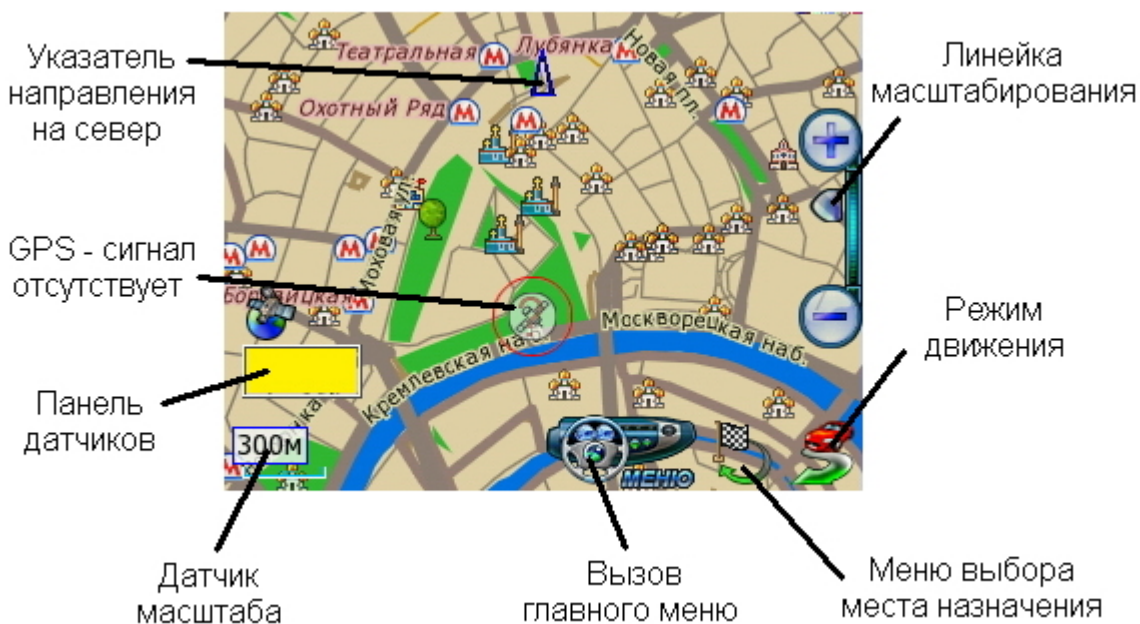 Указатель
направления
на север
Линейка
масштабирования
GPS - сигнал
отсутствует
Режим
движения
Панель
датчиков
Датчик
масштаба
Вызов
главного меню
Меню выбора
места назначения
Театральная
Лубянка
Новая пл.
Охотный Ряд
Моховая ул.
Кремлевская наб.
Москворецкая наб.
300м
МЕНЮ